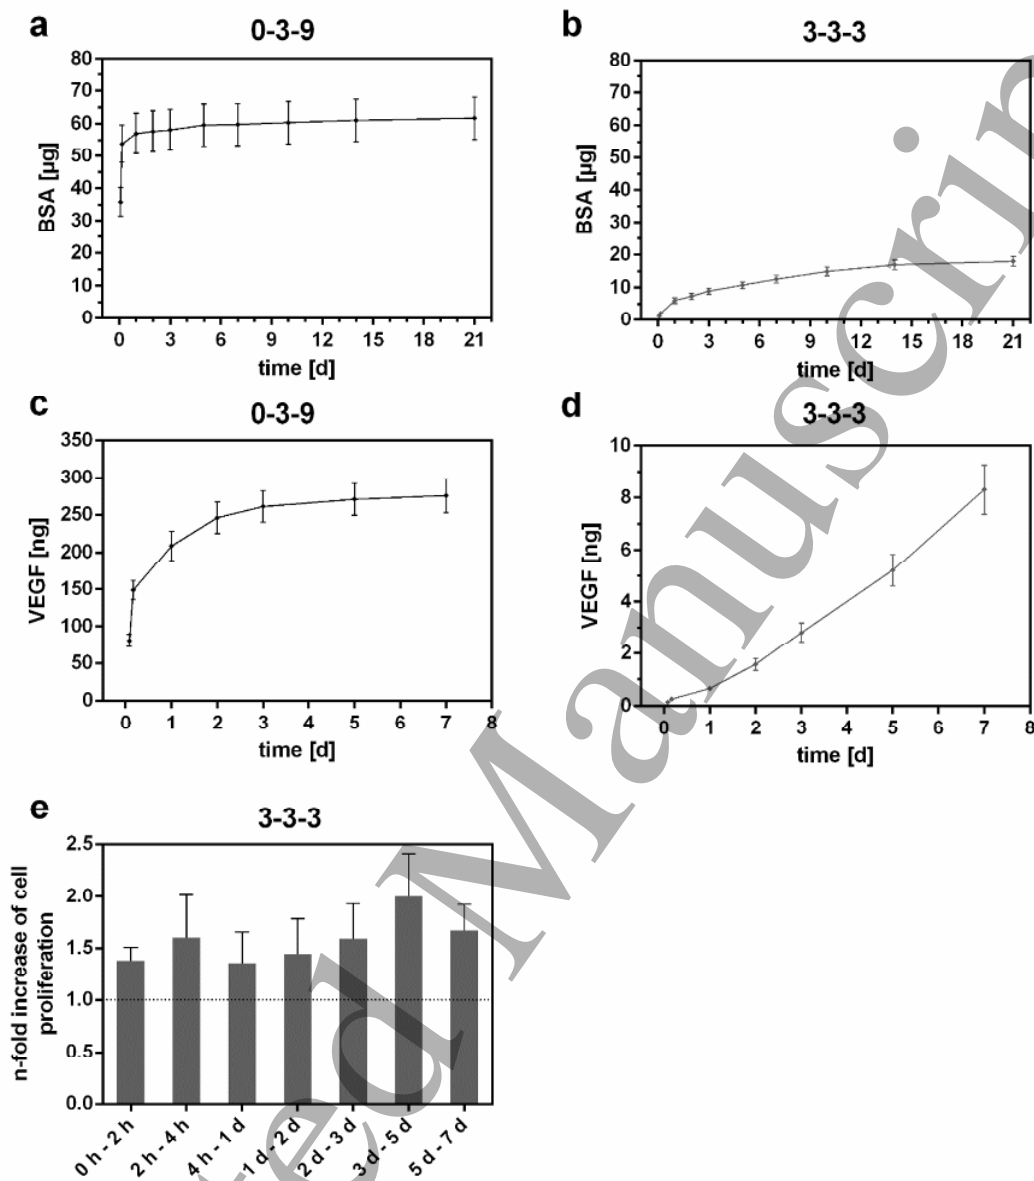 a
0-3-9
BSA [µg]
80
70
60
50
40
30
20
10
0
0 3 6 9 12 15 18 21
time [d]
b
3-3-3
BSA [µg]
80
70
60
50
40
30
20
10
0
0 3 6 9 12 15 18 21
time [d]
c
0-3-9
VEGF [ng]
350
300
250
200
150
100
50
0
0 1 2 3 4 5 6 7 8
time [d]
d
3-3-3
VEGF [ng]
10
8
6
4
2
0
0 1 2 3 4 5 6 7 8
time [d]
e
3-3-3
n-fold increase of cell
proliferation
2.5
2.0
1.5
1.0
0.5
0.0
0 h - 2 h
2 h - 4 h
4 h - 1 d
1 d - 2 d
2 d - 3 d
3 d - 5 d
5 d - 7 d
ted Manuscrip